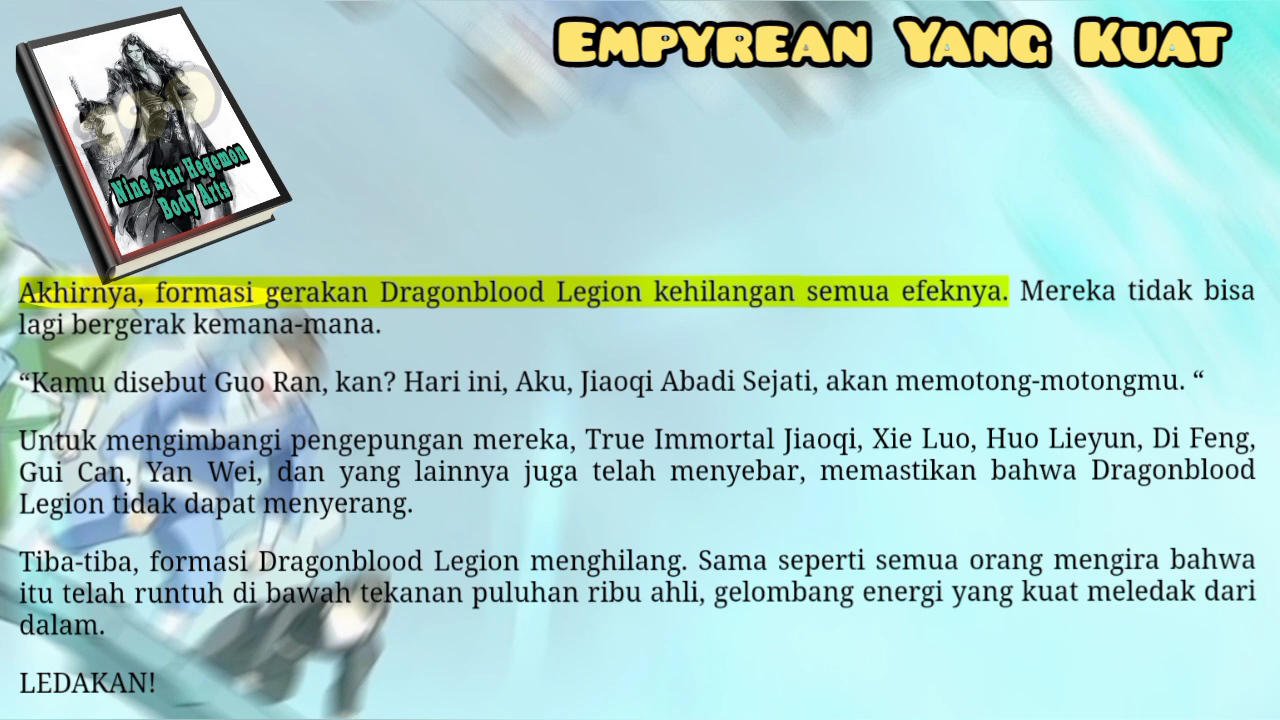 Empyrean Yang Kuat
Nine Star Hegemon
Body Arts
Akhirnya, formasi gerakan Dragonblood Legion kehilangan semua efeknya. Mereka tidak bisa
lagi bergerak kemana-mana.
“Kamu disebut Guo Ran, kan? Hari ini, Aku, Jiaoqi Abadi Sejati, akan memotong-motongmu. “
Untuk mengimbangi pengepungan mereka, True Immortal Jiaoqi, Xie Luo, Huo Lieyun, Di Feng,
Gui Can, Yan Wei, dan yang lainnya juga telah menyebar, memastikan bahwa Dragonblood
Legion tidak dapat menyerang.
Tiba-tiba, formasi Dragonblood Legion menghilang. Sama seperti semua orang mengira bahwa
itu telah runtuh di bawah tekanan puluhan ribu ahli, gelombang energi yang kuat meledak dari
dalam.
LEDAKAN!